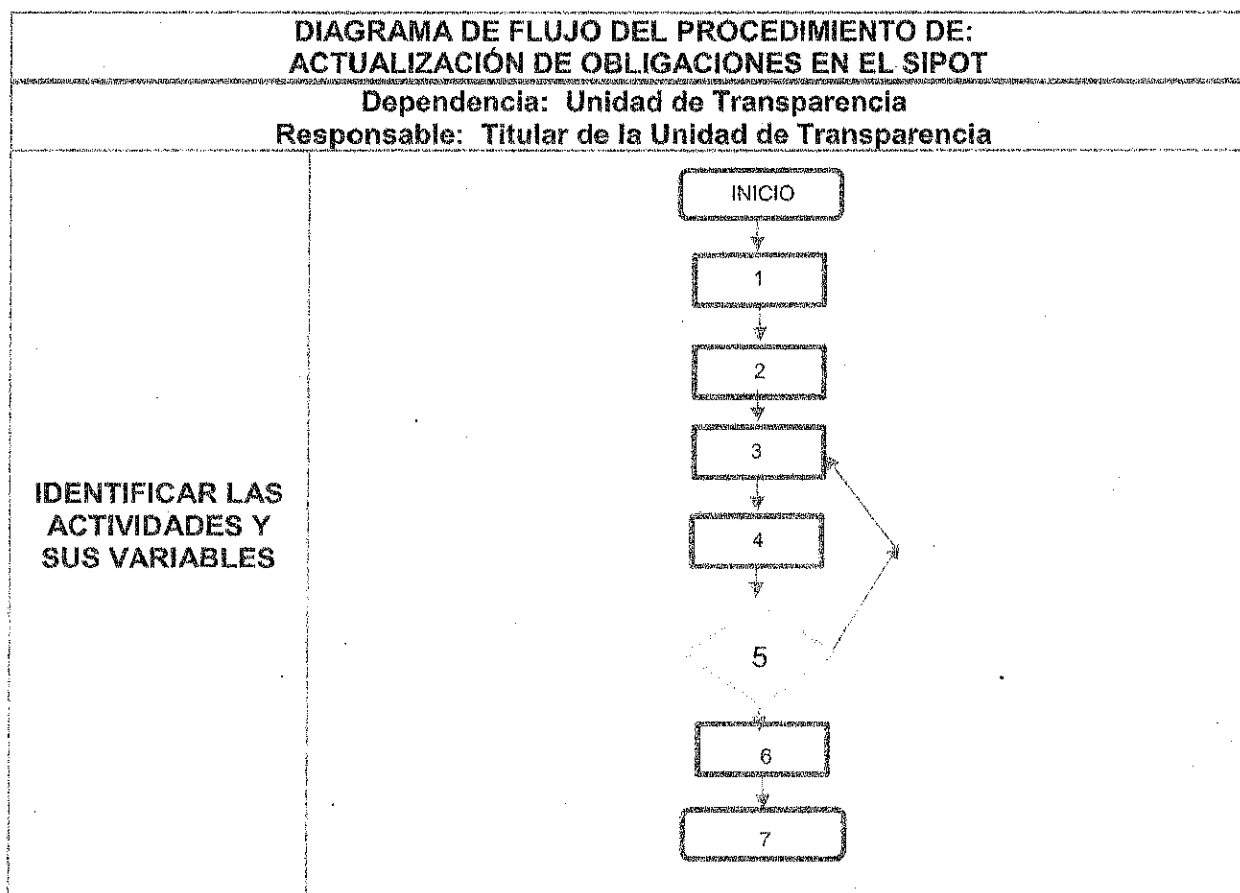 DIAGRAMA DE FLUJO DEL PROCEDIMIENTO DE:
ACTUALIZACIÓN DE OBLIGACIONES EN EL SIPOT
Dependencia: Unidad de Transparencia
Responsable: Titular de la Unidad de Transparencia
IDENTIFICAR LAS
ACTIVIDADES Y
SUS VARIABLES
INICIO
1
2
3
4
5
6
7